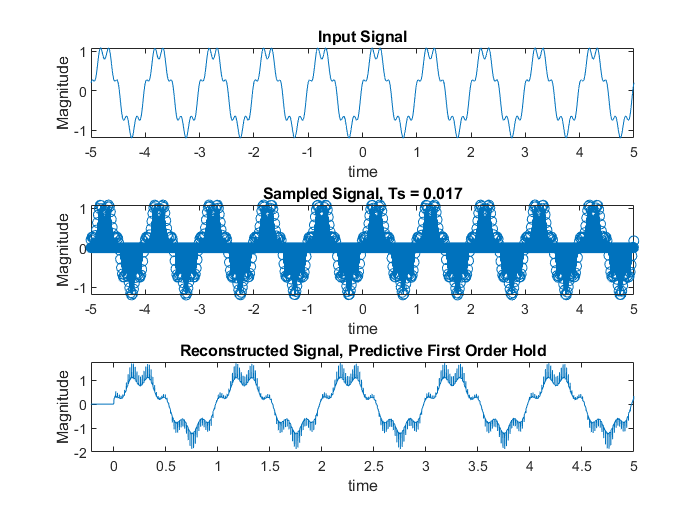 Input Signal
1
0
-1
Magnitude
-5 -4 -3 -2 -1 0 1 2 3 4 5
time
Sampled Signal, Ts = 0.017
1
0
-1
Magnitude
-5 -4 -3 -2 -1 0 1 2 3 4 5
time
Reconstructed Signal, Predictive First Order Hold
1
0
-1
-2
Magnitude
0 0.5 1 1.5 2 2.5 3 3.5 4 4.5 5
time